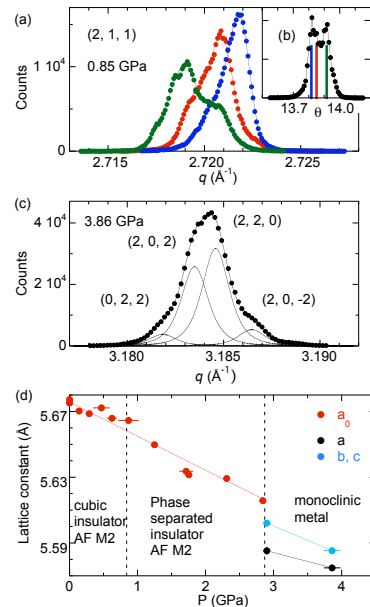 (a)
(2, 1, 1)
0.85 GPa
1 10⁴
0
Counts
2.715 2.720 2.725
q (Å⁻¹)
(b)
13.7 14.0
θ
(c)
3.86 GPa
(2, 2, 0)
(2, 0, 2)
(0, 2, 2)
(2, 0, -2)
4 10⁴
2
0
Counts
3.180 3.185 3.190
q (Å⁻¹)
(d)
5.67
5.63
5.59
Lattice constant (Å)
a₀
a
b, c
cubic
insulator
AF M2
Phase
separated
insulator
AF M2
monoclinic
metal
0 1 2 3 4
P (GPa)